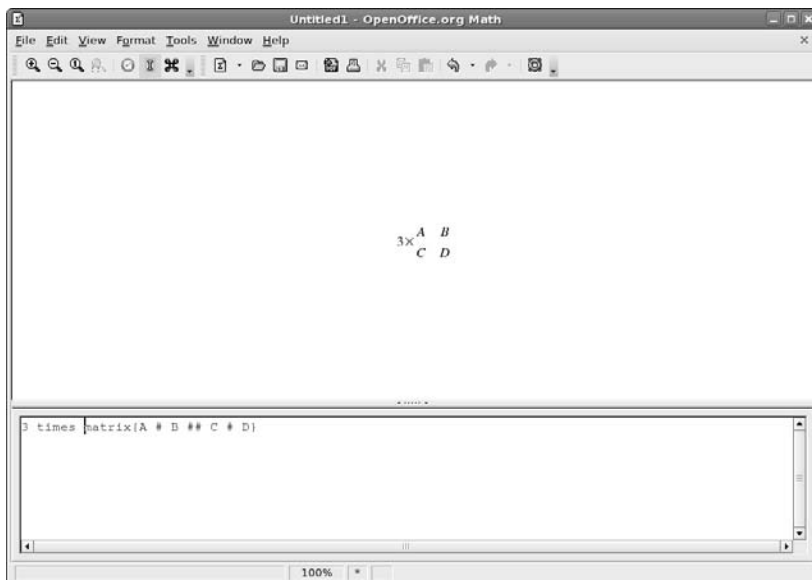 Untitled1 - OpenOffice.org Math
File Edit View Format Tools Window Help
3×
A B
C D
3 times matrix{A # B ## C # D}
100% *